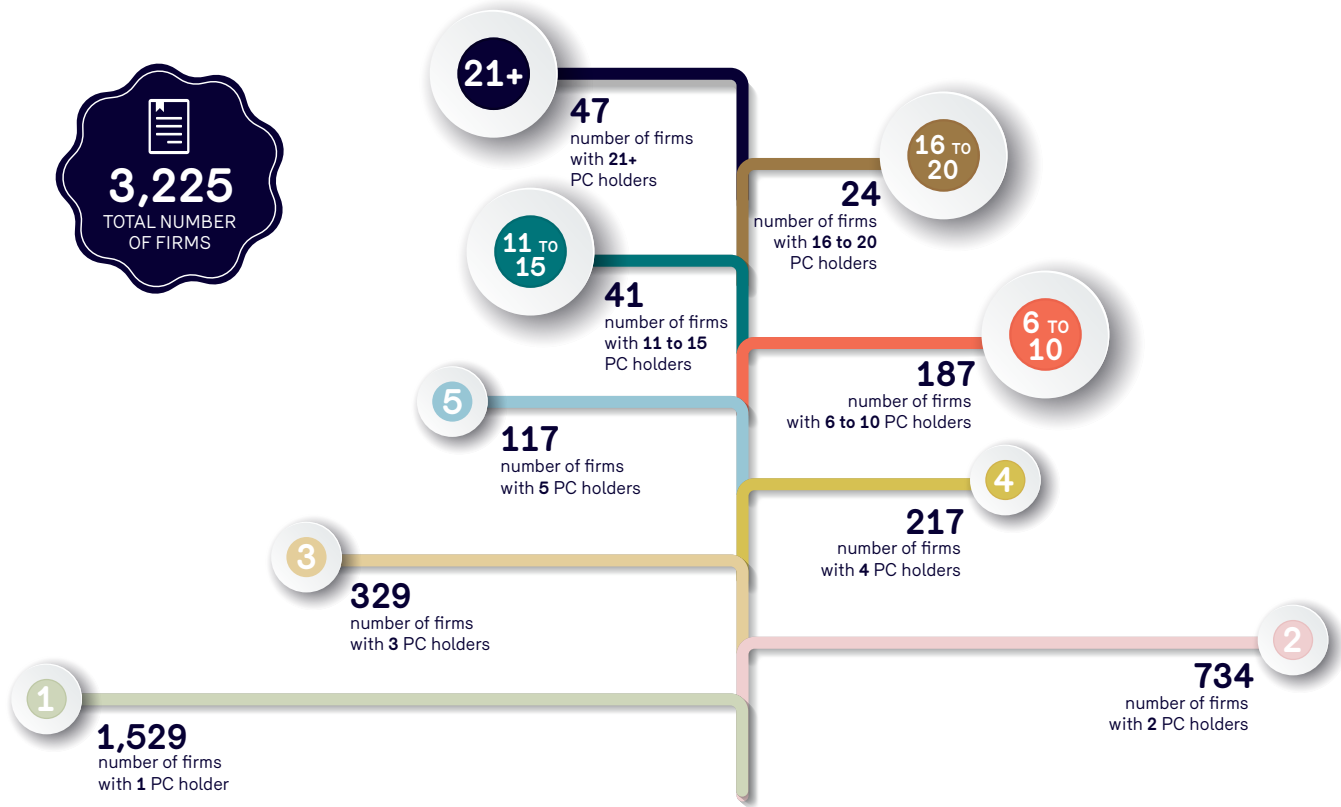 3,225
TOTAL NUMBER
OF FIRMS
21+
47
number of firms
with 21+
PC holders
16 TO
20
24
number of firms
with 16 to 20
PC holders
11 TO
15
41
number of firms
with 11 to 15
PC holders
6 TO
10
187
number of firms
with 6 to 10 PC holders
5
117
number of firms
with 5 PC holders
4
217
number of firms
with 4 PC holders
3
329
number of firms
with 3 PC holders
2
734
number of firms
with 2 PC holders
1
1,529
number of firms
with 1 PC holder